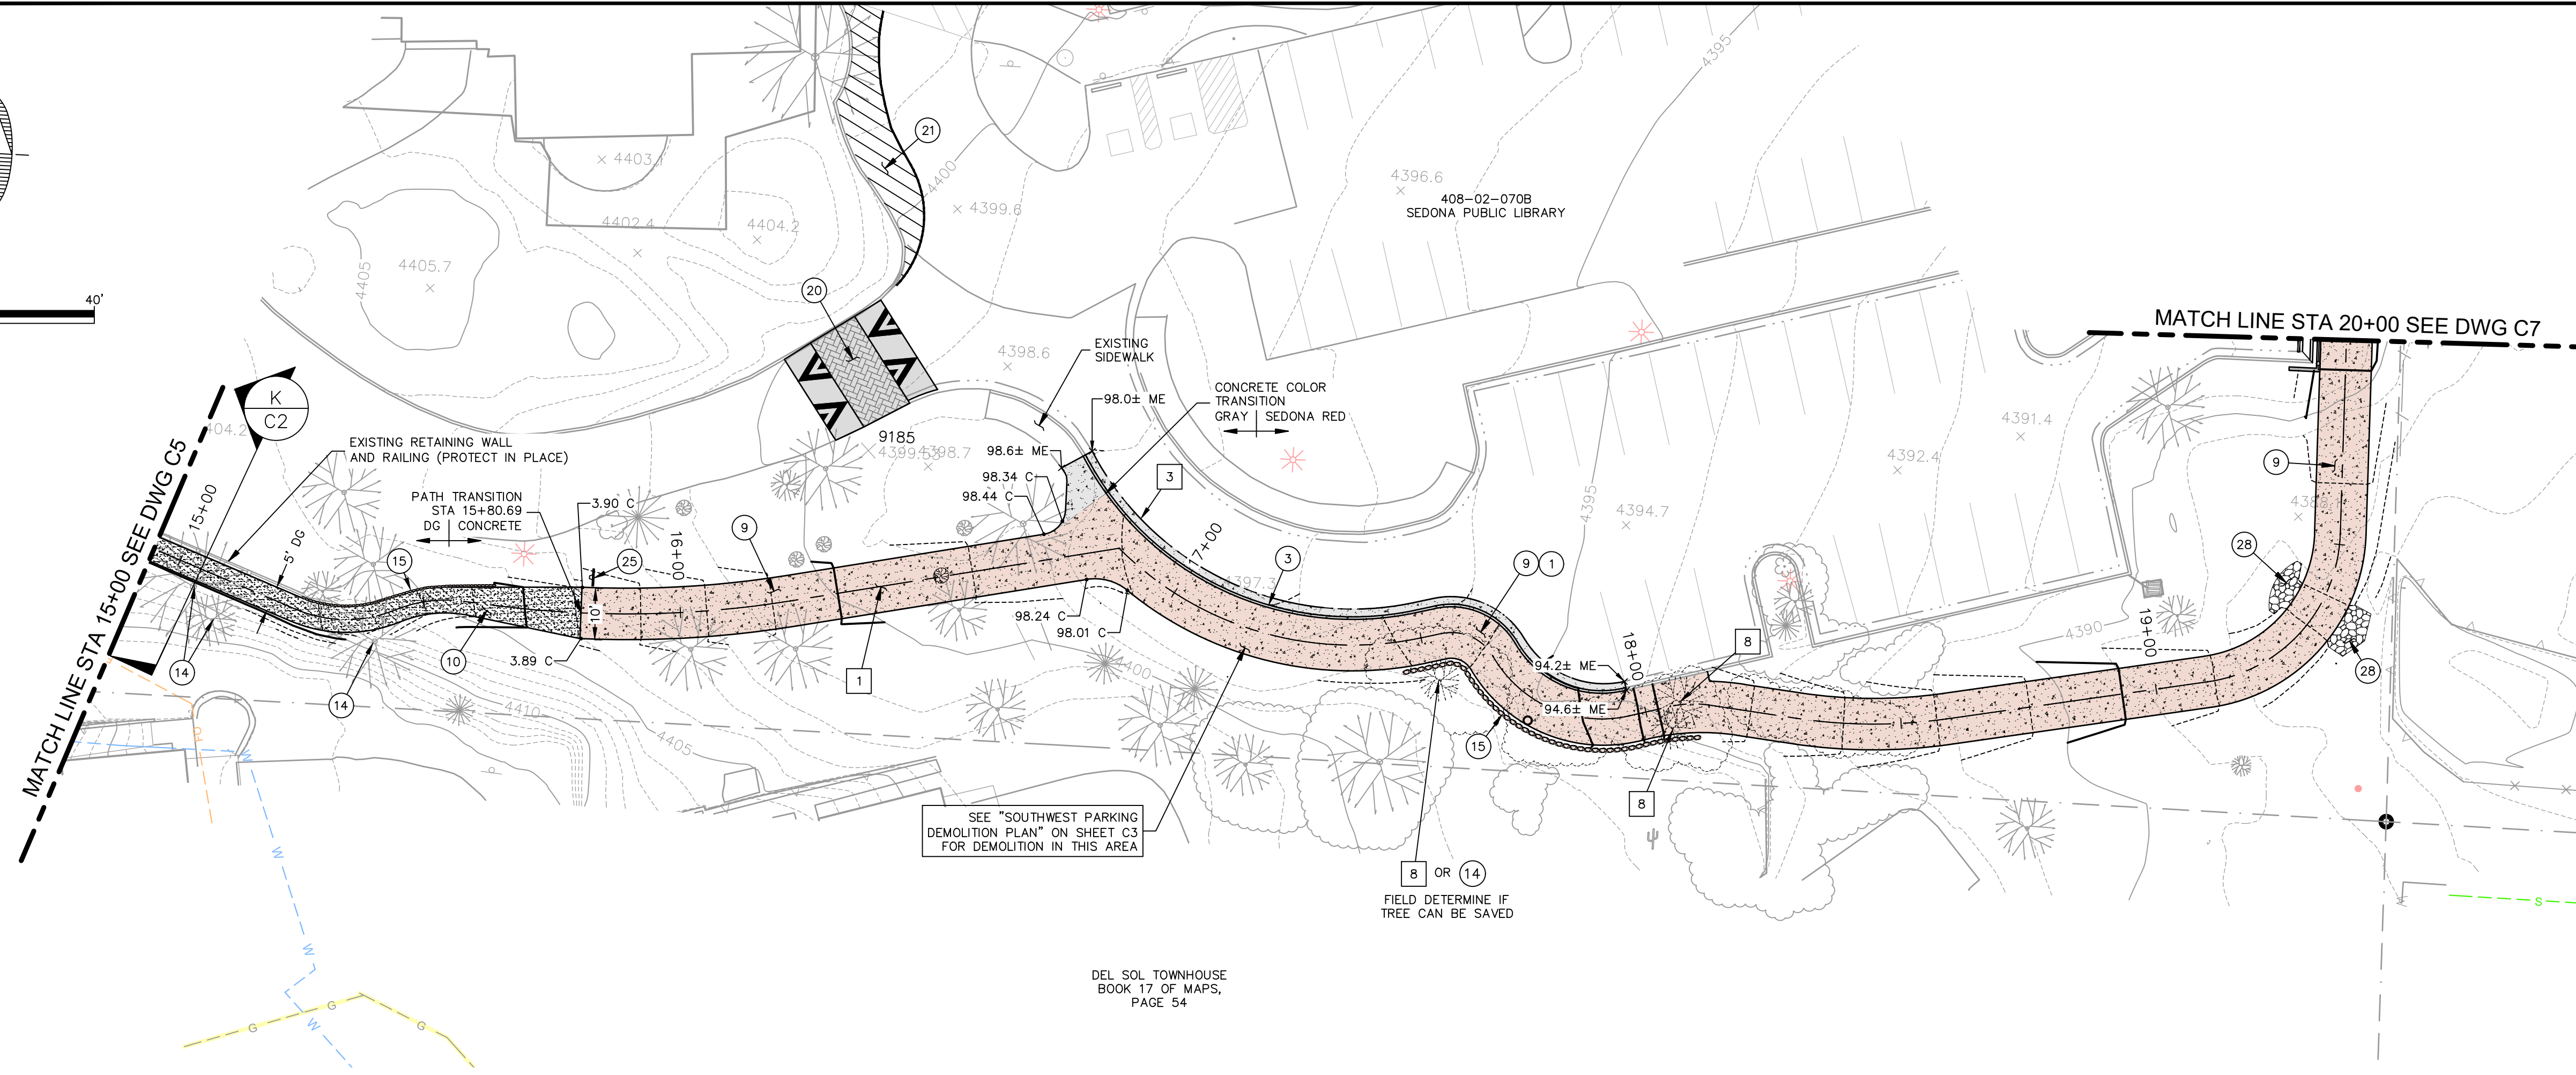 40'
MATCH LINE STA 15+00 SEE DWG C5
K
C2
404.2
EXISTING RETAINING WALL
AND RAILING (PROTECT IN PLACE)
15+00
5' DG
PATH TRANSITION
STA 15+80.69
DG | CONCRETE
15
14
14
10
3.90 C
3.89 C
10'
25
16+00
9
1
4405
4405.7
4403.
4402.4
4404.2
21
20
4400
4399.6
4398.6
9185
4398.7
EXISTING
SIDEWALK
98.0± ME
98.6± ME
98.34 C
98.44 C
98.24 C
98.01 C
CONCRETE COLOR
TRANSITION
GRAY | SEDONA RED
3
3
4397.3
4400
4410
4405
4396.6
408-02-070B
SEDONA PUBLIC LIBRARY
4395
4395
4394.7
9
1
18+00
94.2± ME
94.6± ME
8
8
15
SEE "SOUTHWEST PARKING
DEMOLITION PLAN" ON SHEET C3
FOR DEMOLITION IN THIS AREA
8 OR 14
FIELD DETERMINE IF
TREE CAN BE SAVED
DEL SOL TOWNHOUSE
BOOK 17 OF MAPS,
PAGE 54
MATCH LINE STA 20+00 SEE DWG C7
4391.4
4392.4
4390
19+00
9
28
28
W
W
W
W
G
G
G
S